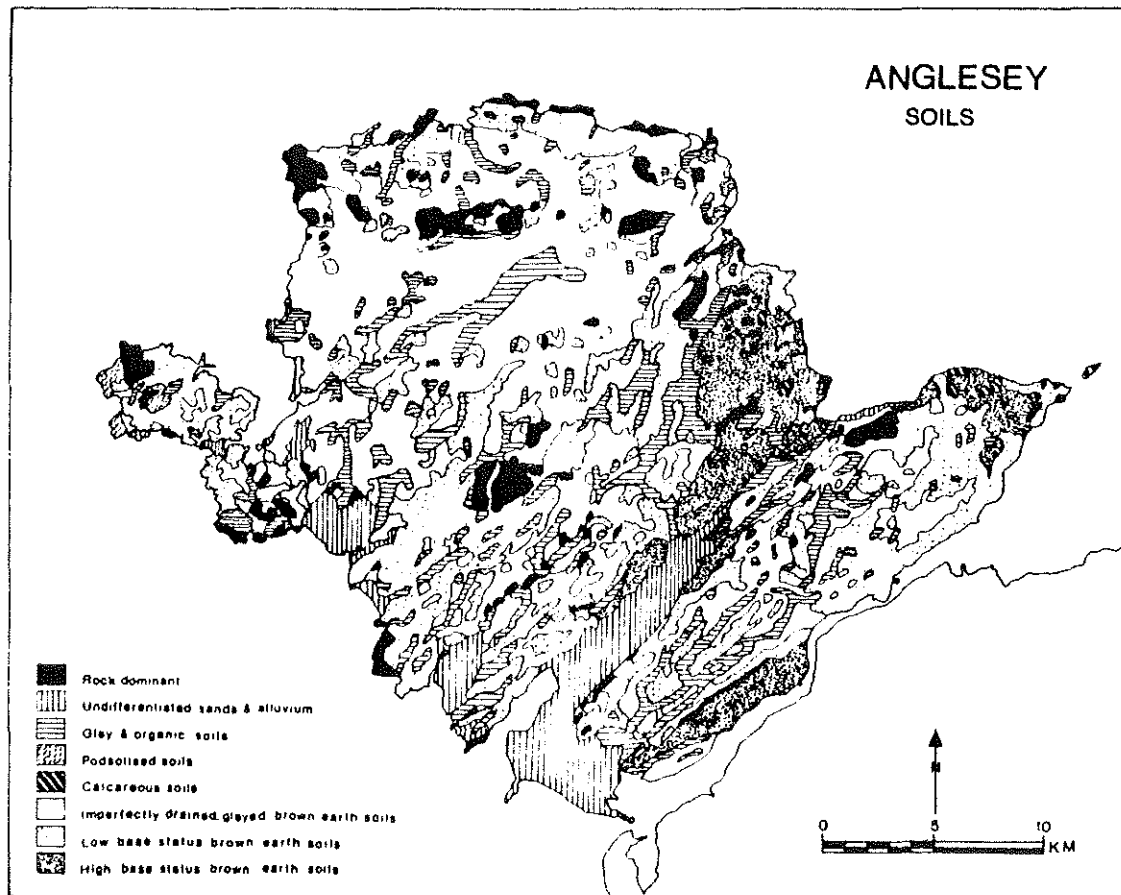 ANGLESEY
SOILS
Rock dominant
Undifferentiated sands & alluvium
Gley & organic soils
Podsolised soils
Calcareous soils
Imperfectly drained, gleyed brown earth soils
Low base status brown earth soils
High base status brown earth soils
N
0 5 10
KM